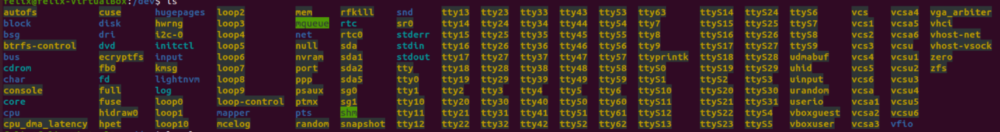 felix@felix-VirtualBox:/dev$ ls
autofs cuse hugepages loop2 mem rfkill snd tty13 tty23 tty33 tty43 tty53 tty63 ttyS14 ttyS24 ttyS6 vcs vcsa4 vga_arbiter
block disk hwrng loop3 mqueue rtc sr0 tty14 tty24 tty34 tty44 tty54 tty7 ttyS15 ttyS25 ttyS7 vcs1 vcsa5 vhci
bsg dri i2c-0 loop4 net rtc0 stderr tty15 tty25 tty35 tty45 tty55 tty8 ttyS16 ttyS26 ttyS8 vcs2 vcsa6 vhost-net
btrfs-control dvd initctl loop5 null sda stdin tty16 tty26 tty36 tty46 tty56 tty9 ttyS17 ttyS27 ttyS9 vcs3 vcsu vhost-vsock
bus ecryptfs input loop6 nvram sda1 stdout tty17 tty27 tty37 tty47 tty57 ttyprintk ttyS18 ttyS28 udmabuf vcs4 vcsu1 zero
cdrom fb0 kmsg loop7 port sda2 tty tty18 tty28 tty38 tty48 tty58 ttyS0 ttyS19 ttyS29 uhid vcs5 vcsu2 zfs
char fd lightnvm loop8 ppp sda5 tty0 tty19 tty29 tty39 tty49 tty59 ttyS1 ttyS2 ttyS3 uinput vcs6 vcsu3
console full log loop9 psaux sg0 tty1 tty2 tty3 tty4 tty5 tty6 ttyS10 ttyS20 ttyS30 urandom vcsa vcsu4
core fuse loop0 loop-control ptmx sg1 tty10 tty20 tty30 tty40 tty50 tty60 ttyS11 ttyS21 ttyS31 userio vcsa1 vcsu5
cpu hidraw0 loop1 mapper pts shm tty11 tty21 tty31 tty41 tty51 tty61 ttyS12 ttyS22 ttyS4 vboxguest vcsa2 vcsu6
cpu_dma_latency hpet loop10 mcelog random snapshot tty12 tty22 tty32 tty42 tty52 tty62 ttyS13 ttyS23 ttyS5 vboxuser vcsa3 vfio